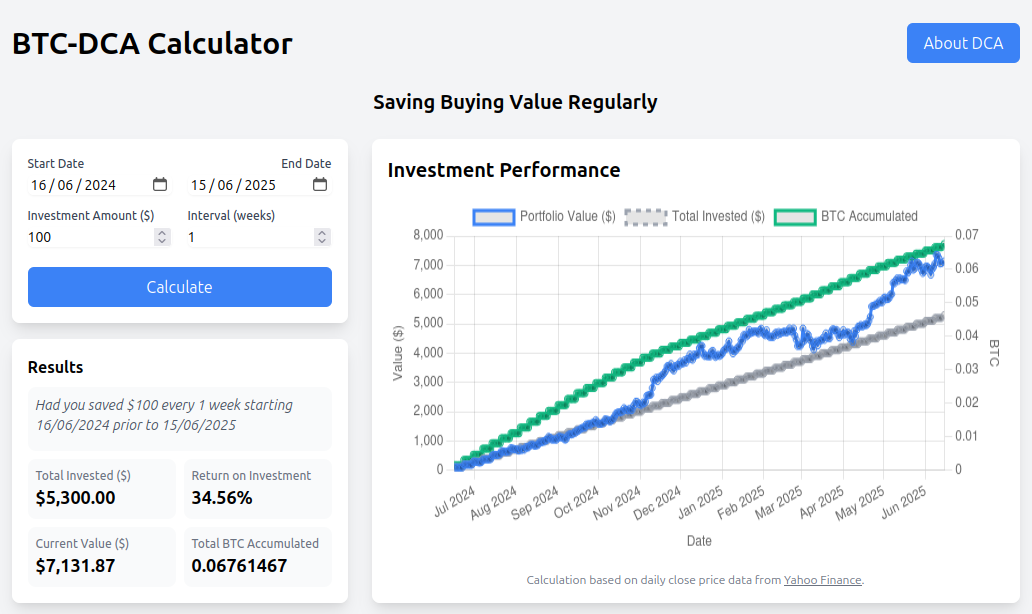 BTC-DCA Calculator
About DCA
Saving Buying Value Regularly
Start Date
End Date
16/06/2024
15/06/2025
Investment Amount ($)
Interval (weeks)
100
1
Calculate
Results
Had you saved $100 every 1 week starting
16/06/2024 prior to 15/06/2025
Total Invested ($)
$5,300.00
Return on Investment
34.56%
Current Value ($)
$7,131.87
Total BTC Accumulated
0.06761467
Investment Performance
Portfolio Value ($)
Total Invested ($)
BTC Accumulated
8,000
7,000
6,000
5,000
4,000
3,000
2,000
1,000
0
Value ($)
0.07
0.06
0.05
0.04
0.03
0.02
0.01
0
BTC
Jul 2024
Aug 2024
Sep 2024
Oct 2024
Nov 2024
Dec 2024
Jan 2025
Feb 2025
Mar 2025
Apr 2025
May 2025
Jun 2025
Date
Calculation based on daily close price data from Yahoo Finance.